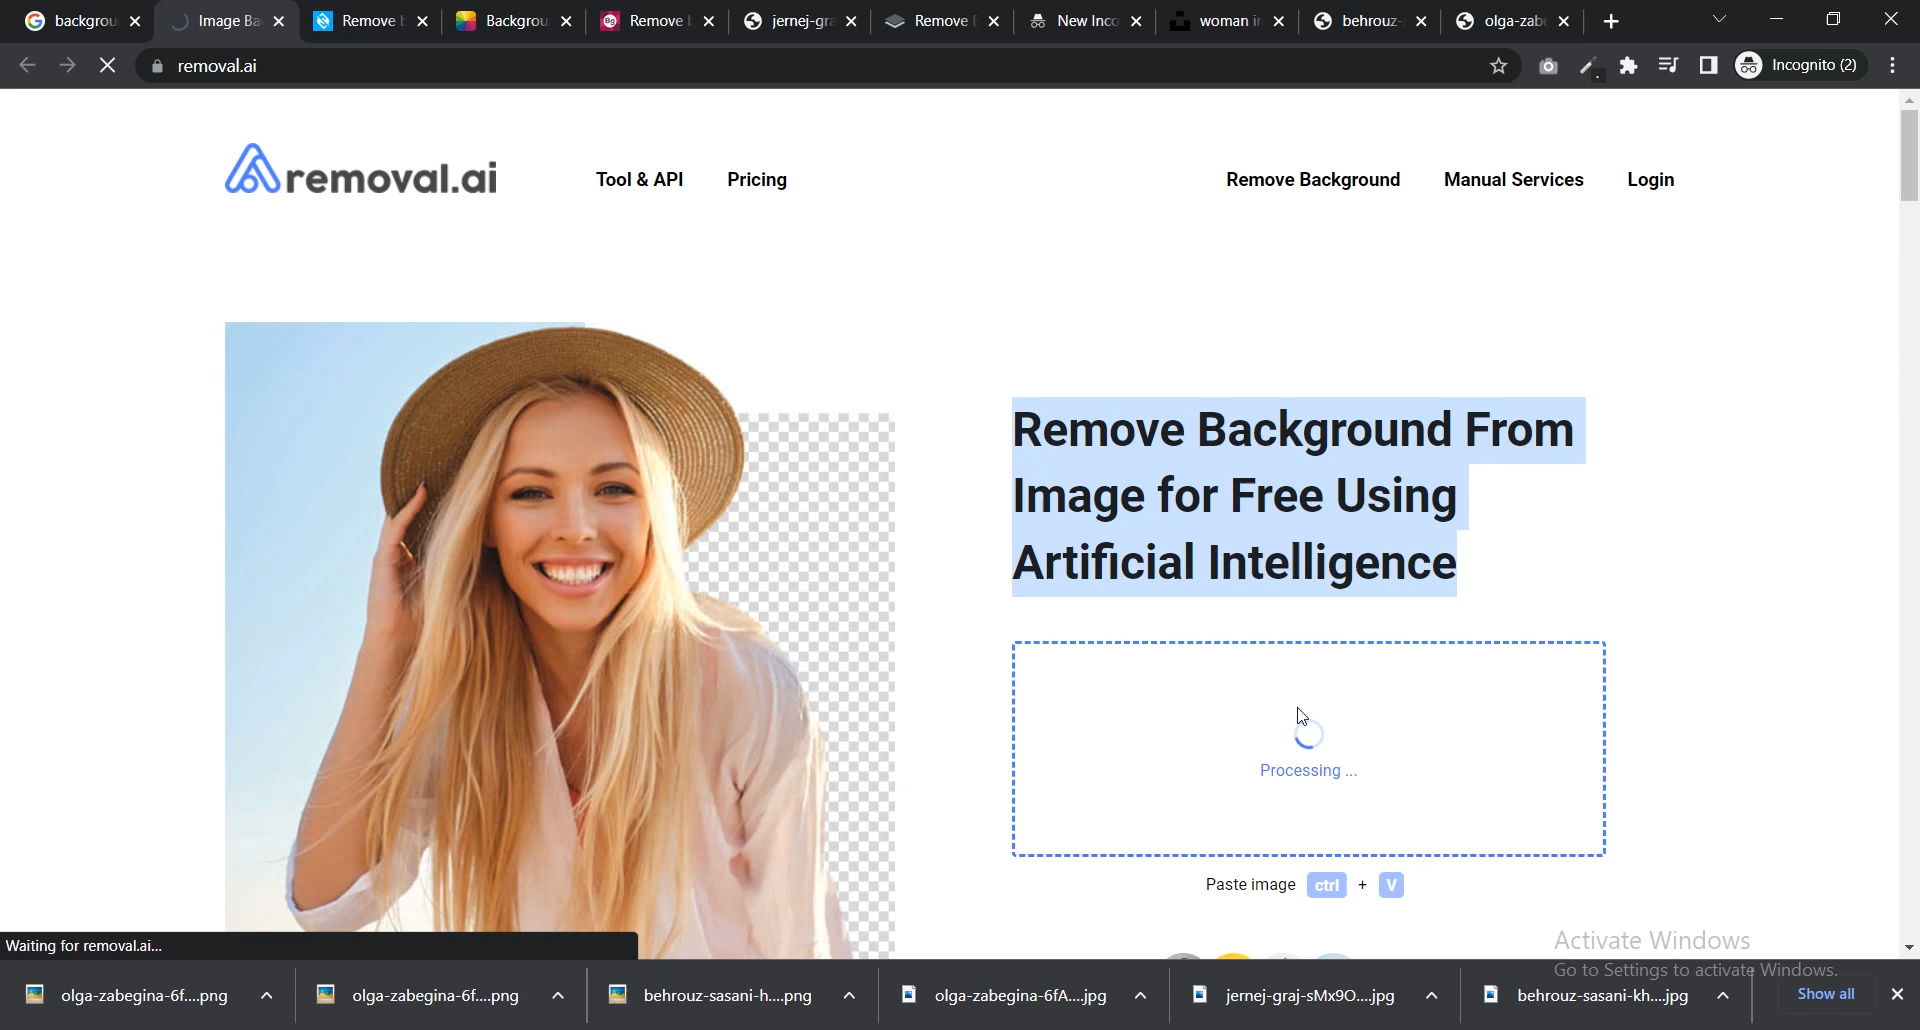 backgrou
Image Ba
Remove b
Backgrou
Remove b
jernej-gra
Remove B
New Inco
woman in
behrouz-
olga-zabe
removal.ai
Incognito (2)
removal.ai
Tool & API
Pricing
Remove Background
Manual Services
Login
Remove Background From
Image for Free Using
Artificial Intelligence
Processing ...
Paste image ctrl + V
Activate Windows
Go to Settings to activate Windows.
Waiting for removal.ai...
olga-zabegina-6f....png
olga-zabegina-6f....png
behrouz-sasani-h....png
olga-zabegina-6fA....jpg
jernej-graj-sMx9O....jpg
behrouz-sasani-kh....jpg
Show all